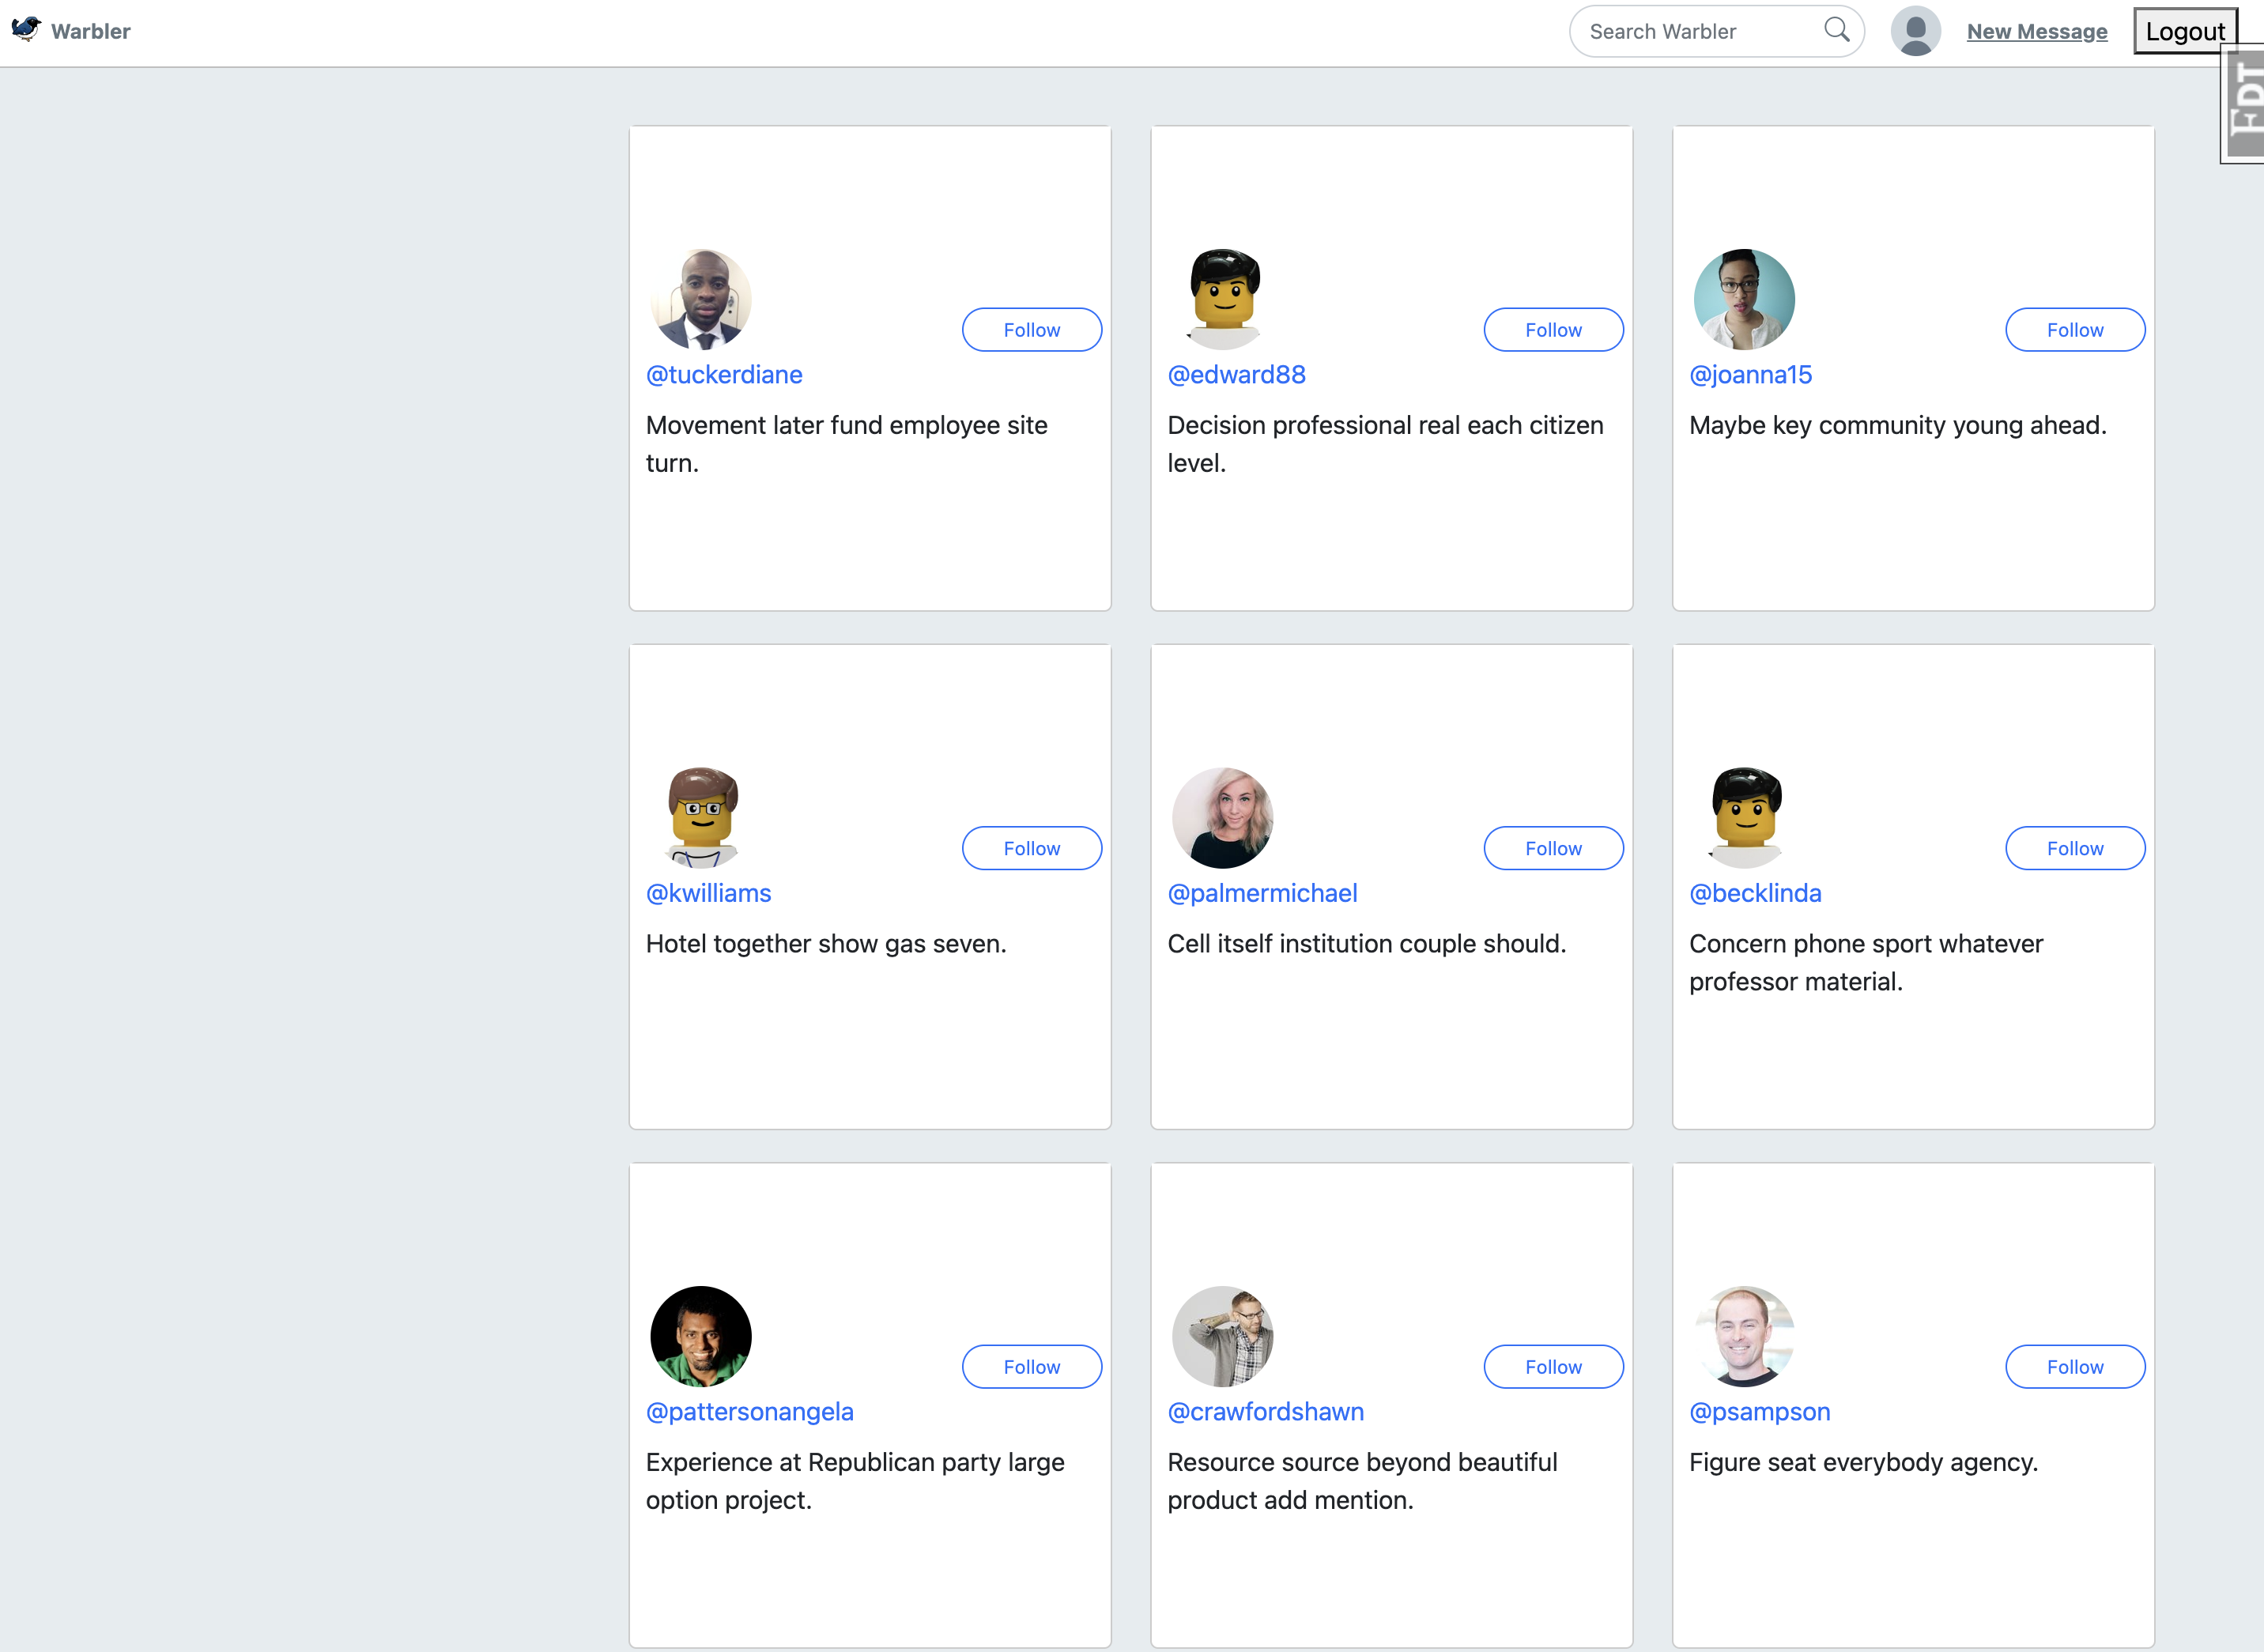 Warbler
Search Warbler
New Message
Logout
FDT
Follow
Follow
Follow
@tuckerdiane
@edward88
@joanna15
Movement later fund employee site
turn.
Decision professional real each citizen
level.
Maybe key community young ahead.
Follow
Follow
Follow
@kwilliams
@palmermichael
@becklinda
Hotel together show gas seven.
Cell itself institution couple should.
Concern phone sport whatever
professor material.
Follow
Follow
Follow
@pattersonangela
@crawfordshawn
@psampson
Experience at Republican party large
option project.
Resource source beyond beautiful
product add mention.
Figure seat everybody agency.